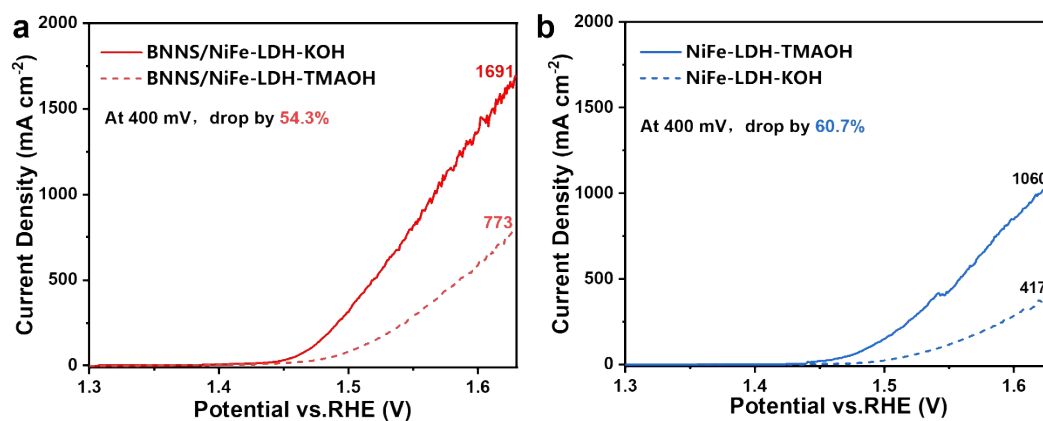 a
BNNS/NiFe-LDH-KOH
BNNS/NiFe-LDH-TMAOH
At 400 mV，drop by 54.3%
1691
773
Current Density (mA cm-2)
2000
1500
1000
500
0
1.3
1.4
1.5
1.6
Potential vs.RHE (V)
b
NiFe-LDH-TMAOH
NiFe-LDH-KOH
At 400 mV，drop by 60.7%
1060
417
Current Density (mA cm-2)
2000
1500
1000
500
0
1.3
1.4
1.5
1.6
Potential vs.RHE (V)